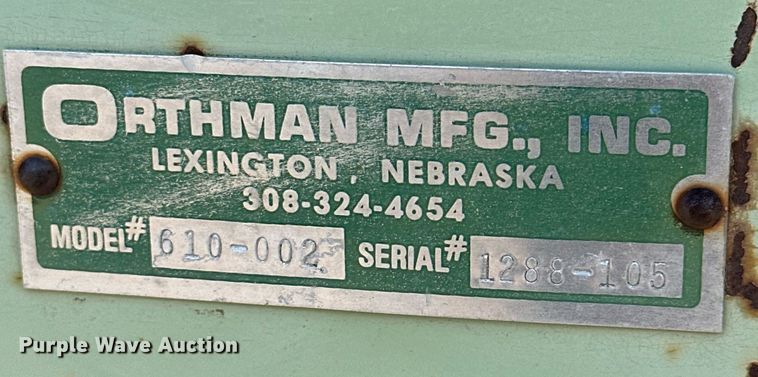 ORTHMAN MFG., INC.
LEXINGTON, NEBRASKA
308-324-4654
MODEL# 610-002 SERIAL# 1288-105
Purple Wave Auction